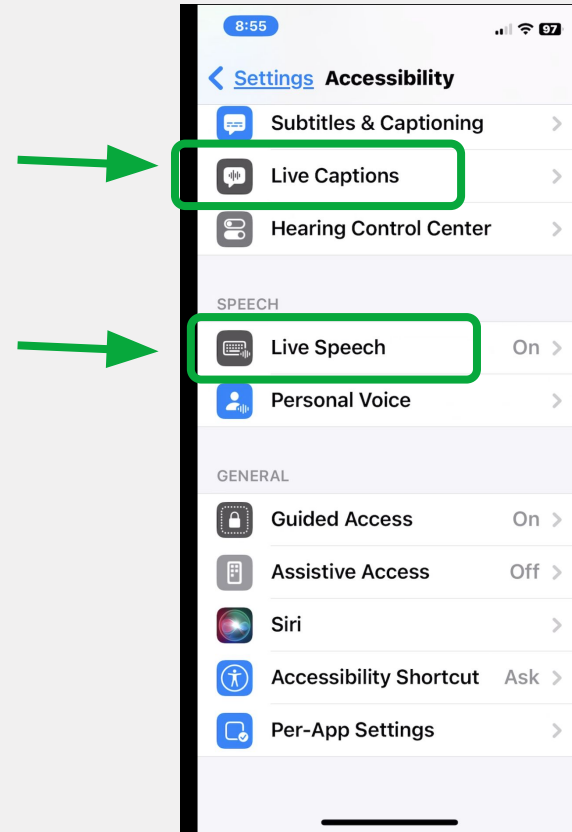 8:55 97
Settings Accessibility
Subtitles & Captioning
Live Captions
Hearing Control Center
SPEECH
Live Speech On
Personal Voice
GENERAL
Guided Access On
Assistive Access Off
Siri
Accessibility Shortcut Ask
Per-App Settings